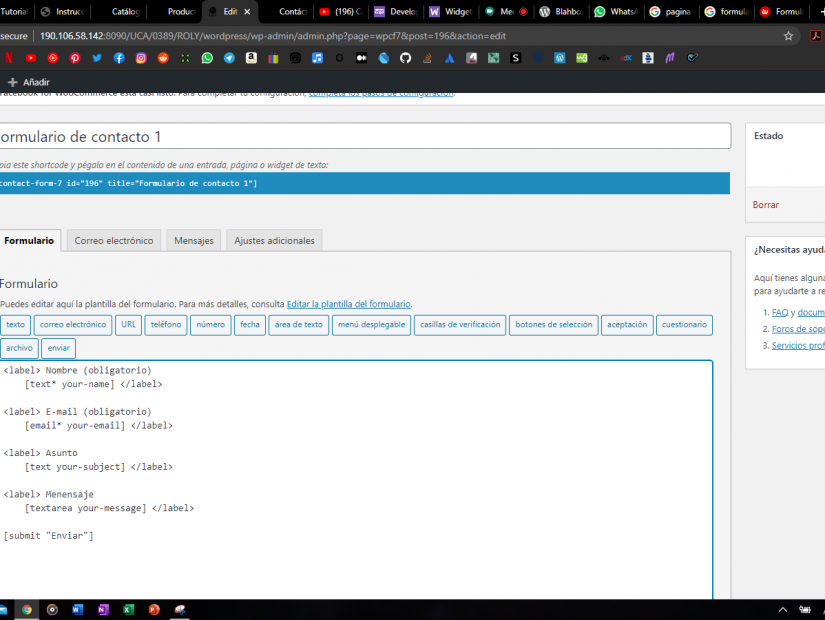 Tutorial Instrucc Catálog Product Edit × Contác (196) C Develo Widget Me Blahbo WhatsA pagina formula Formul
secure | 190.106.58.142:8090/UCA/0389/ROLY/wordpress/wp-admin/admin.php?page=wpcf7&post=196&action=edit
+ Añadir
Facebook for WooCommerce está casi listo. Para completar tu configuración, completa los pasos de configuración.
ormulario de contacto 1
pia este shortcode y pégalo en el contenido de una entrada, página o widget de texto:
contact-form-7 id="196" title="Formulario de contacto 1"]
Estado
Borrar
Formulario Correo electrónico Mensajes Ajustes adicionales
Formulario
Puedes editar aquí la plantilla del formulario. Para más detalles, consulta Editar la plantilla del formulario.
texto correo electrónico URL teléfono número fecha área de texto menú desplegable casillas de verificación botones de selección aceptación cuestionario
archivo enviar
<label> Nombre (obligatorio)
[text* your-name] </label>
<label> E-mail (obligatorio)
[email* your-email] </label>
<label> Asunto
[text your-subject] </label>
<label> Menensaje
[textarea your-message] </label>
[submit "Enviar"]
¿Necesitas ayuda
Aquí tienes alguna
para ayudarte a re
1. FAQ y docum
2. Foros de sopo
3. Servicios prof